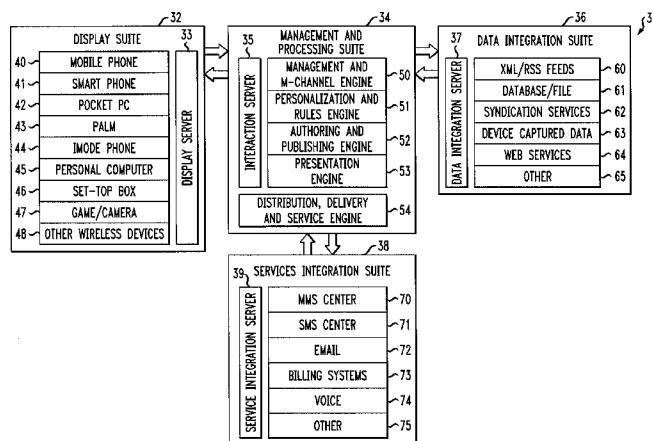 32
DISPLAY SUITE
33
40
MOBILE PHONE
41
SMART PHONE
42
POCKET PC
43
PALM
44
IMODE PHONE
45
PERSONAL COMPUTER
46
SET-TOP BOX
47
GAME/CAMERA
48
OTHER WIRELESS DEVICES
DISPLAY SERVER
34
MANAGEMENT AND
PROCESSING SUITE
35
INTERACTION SERVER
MANAGEMENT AND
M-CHANNEL ENGINE
50
PERSONALIZATION AND
RULES ENGINE
51
AUTHORING AND
PUBLISHING ENGINE
52
PRESENTATION
ENGINE
53
DISTRIBUTION, DELIVERY
AND SERVICE ENGINE
54
36
3
DATA INTEGRATION SUITE
37
DATA INTEGRATION SERVER
XML/RSS FEEDS
60
DATABASE/FILE
61
SYNDICATION SERVICES
62
DEVICE CAPTURED DATA
63
WEB SERVICES
64
OTHER
65
38
SERVICES INTEGRATION SUITE
39
SERVICE INTEGRATION SERVER
MMS CENTER
70
SMS CENTER
71
EMAIL
72
BILLING SYSTEMS
73
VOICE
74
OTHER
75